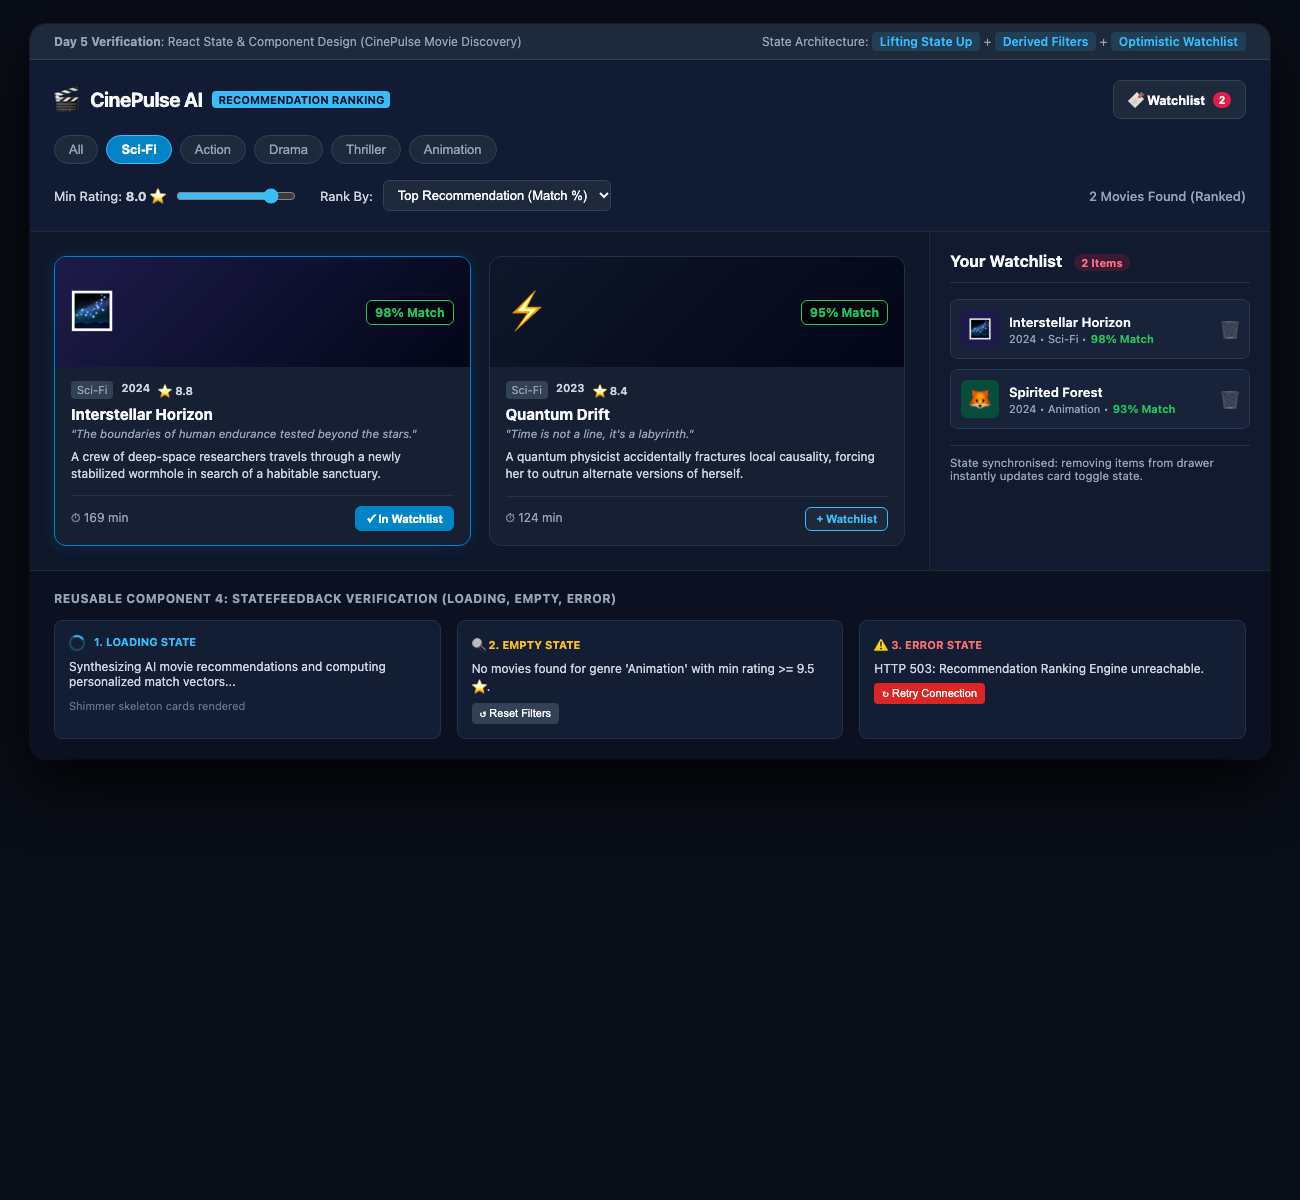 Day 5 Verification: React State & Component Design (CinePulse Movie Discovery)
State Architecture: Lifting State Up + Derived Filters + Optimistic Watchlist
🎬 CinePulse AI RECOMMENDATION RANKING
Watchlist 2
All Sci-Fi Action Drama Thriller Animation
Min Rating: 8.0 ⭐ Rank By: Top Recommendation (Match %)
2 Movies Found (Ranked)
98% Match
Sci-Fi 2024 ⭐ 8.8
Interstellar Horizon
"The boundaries of human endurance tested beyond the stars."
A crew of deep-space researchers travels through a newly
stabilized wormhole in search of a habitable sanctuary.
⏱ 169 min
✓ In Watchlist
95% Match
Sci-Fi 2023 ⭐ 8.4
Quantum Drift
"Time is not a line, it's a labyrinth."
A quantum physicist accidentally fractures local causality, forcing
her to outrun alternate versions of herself.
⏱ 124 min
+ Watchlist
Your Watchlist 2 Items
Interstellar Horizon
2024 • Sci-Fi • 98% Match
Spirited Forest
2024 • Animation • 93% Match
State synchronised: removing items from drawer
instantly updates card toggle state.
REUSABLE COMPONENT 4: STATEFEEDBACK VERIFICATION (LOADING, EMPTY, ERROR)
1. LOADING STATE
Synthesizing AI movie recommendations and computing
personalized match vectors...
Shimmer skeleton cards rendered
🔍 2. EMPTY STATE
No movies found for genre 'Animation' with min rating >= 9.5
⭐.
↺ Reset Filters
⚠️ 3. ERROR STATE
HTTP 503: Recommendation Ranking Engine unreachable.
↻ Retry Connection